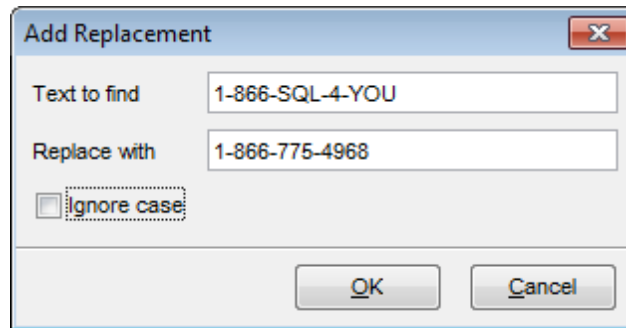 Add Replacement
Text to find 1-866-SQL-4-YOU
Replace with 1-866-775-4968
Ignore case
OK Cancel